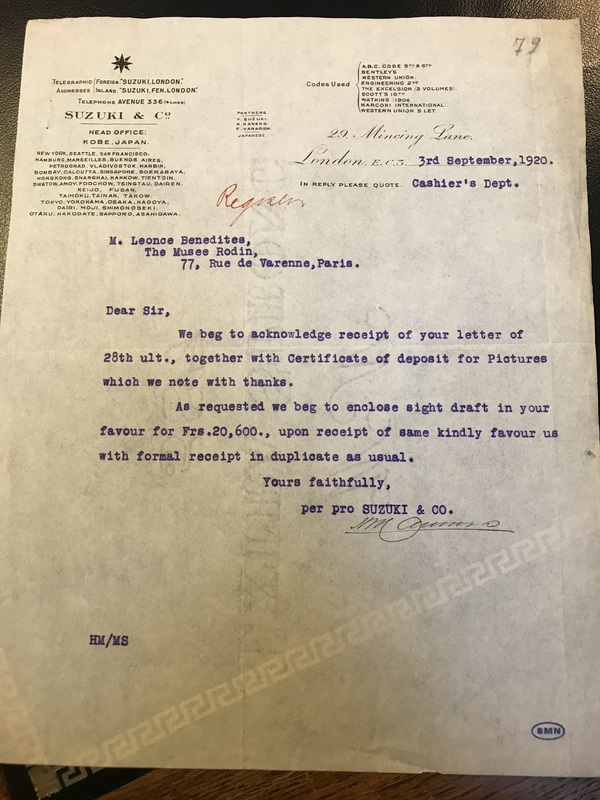 79
TELEGRAPHIC ADDRESSES
FOREIGN. "SUZUKI, LONDON."
INLAND. "SUZUKI, FEN, LONDON."
TELEPHONE AVENUE 336 (4 LINES)
SUZUKI & Co
HEAD OFFICE:
KOBE, JAPAN.
NEW YORK, SEATTLE, SAN FRANCISCO,
HAMBURG, MARSEILLES, BUENOS AIRES,
PETROGRAD, VLADIVOSTOK, HARBIN,
BOMBAY, CALCUTTA, SINGAPORE, SOERABAYA,
HONGKONG, SHANGHAI, HANKOW, TIENTSIN,
SWATOW, AMOY, FOOCHOW, TSINGTAU, DAIREN,
KEIJO, FUSAN,
TAIHOKU, TAINAN, TAKOW,
TOKYO, YOKOHAMA, OSAKA, NAGOYA,
DAIRI, MOJI, SHIMONOSEKI,
OTARU, HAKODATE, SAPPORO, ASAHIGAWA.
PARTNERS.
Y. SUZUKI.
N. KANEKO.
F. YANAGIDA.
JAPANESE.
CODES USED
A.B.C. CODE 5TH & 6TH
BENTLEY'S
WESTERN UNION.
ENGINEERING 2ND
THE EXCELSIOR (3 VOLUMES).
SCOTT'S 10TH
WATKINS 1904.
MARCONI INTERNATIONAL.
WESTERN UNION 5 LET.
29, Mincing Lane,
London, E.C.3. 3rd September,1920.
IN REPLY PLEASE QUOTE. Cashier's Dept.
Register
M. Leonce Benedites,
The Musee Rodin,
77, Rue de Varenne,Paris.
Dear Sir,
We beg to acknowledge receipt of your letter of
28th ult., together with Certificate of deposit for Pictures
which we note with thanks.
As requested we beg to enclose sight draft in your
favour for Frs.20,600., upon receipt of same kindly favour us
with formal receipt in duplicate as usual.
Yours faithfully,
per pro SUZUKI & CO.
HM/MS
BMN